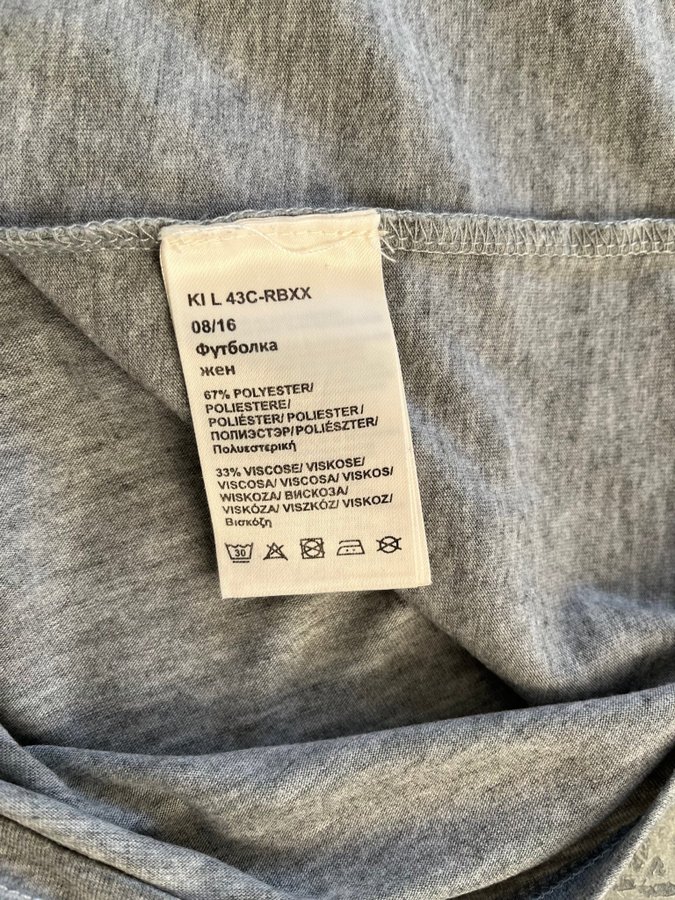 KI L 43C-RBXX
08/16
Футболка
жен
67% POLYESTER/
POLIESTERE/
POLIÉSTER/ POLIESTER /
ПОЛИЭСТЭР/POLIÉSZTER/
Πολυεστερική
33% VISCOSE/ VISKOSE/
VISCOSA/ VISCOSA/ VISKOS/
WISKOZA/ ВИСКОЗА/
VISKÓZA/ VISZKÓZ/ VISKOZ/
Βισκόζη
30